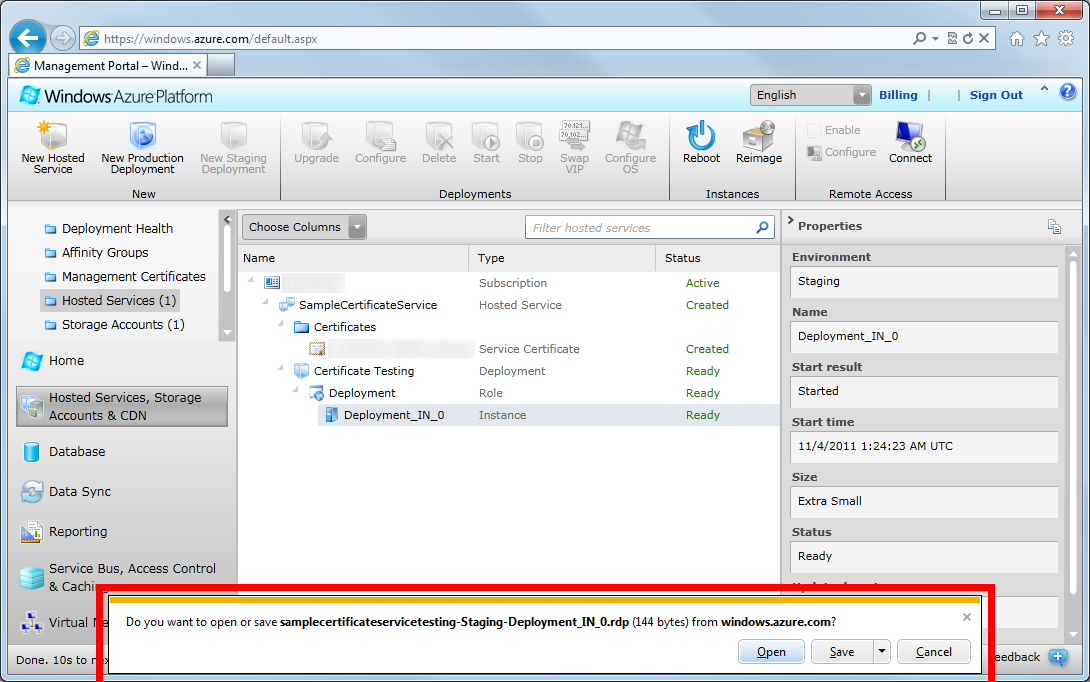 https://windows.azure.com/default.aspx
Management Portal – Wind...
Windows Azure Platform
English
Billing
Sign Out
New Hosted
Service
New Production
Deployment
New Staging
Deployment
New
Upgrade
Configure
Delete
Start
Stop
70.121...
70.102...
Swap
VIP
Configure
OS
Deployments
Reboot
Reimage
Instances
Enable
Configure
Connect
Remote Access
Deployment Health
Affinity Groups
Management Certificates
Hosted Services (1)
Storage Accounts (1)
Home
Hosted Services, Storage
Accounts & CDN
Database
Data Sync
Reporting
Service Bus, Access Control
& Caching
Virtual
Done. 10s to
Choose Columns
Filter hosted services
Name Type Status
Subscription Active
SampleCertificateService Hosted Service Created
Certificates
Service Certificate Created
Certificate Testing Deployment Ready
Deployment Role Ready
Deployment_IN_0 Instance Ready
Properties
Environment
Staging
Name
Deployment_IN_0
Start result
Started
Start time
11/4/2011 1:24:23 AM UTC
Size
Extra Small
Status
Ready
Do you want to open or save samplecertificateservicetesting-Staging-Deployment_IN_0.rdp (144 bytes) from windows.azure.com?
Open
Save
Cancel
eedback